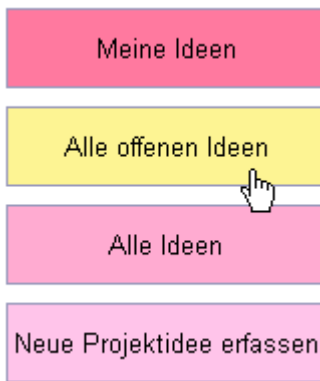 Meine Ideen
Alle offenen Ideen
Alle Ideen
Neue Projektidee erfassen